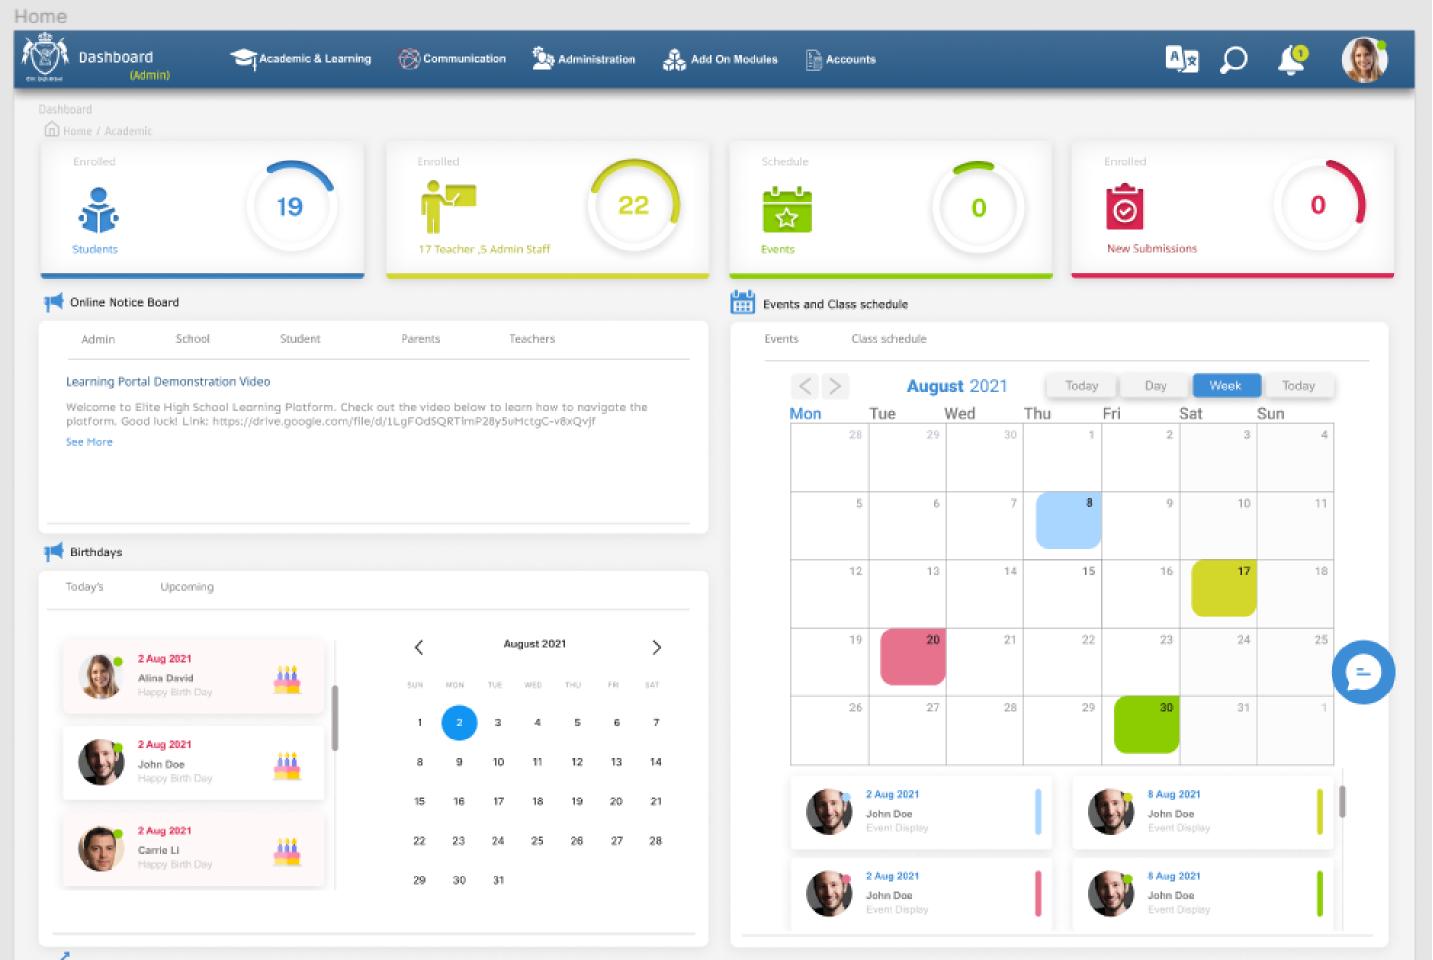 Home
Dashboard
(Admin)
Academic & Learning
Communication
Administration
Add On Modules
Accounts
A
1
Dashboard
Home / Academic
Enrolled
19
Students
Enrolled
22
17 Teacher ,5 Admin Staff
Schedule
0
Events
Enrolled
0
New Submissions
Online Notice Board
Admin School Student Parents Teachers
Learning Portal Demonstration Video
Welcome to Elite High School Learning Platform. Check out the video below to learn how to navigate the
platform. Good luck! Link:
See More
Birthdays
Today's Upcoming
2 Aug 2021
Alina David
Happy Birth Day
2 Aug 2021
John Doe
Happy Birth Day
2 Aug 2021
Carrie Li
Happy Birth Day
August 2021
SUN MON TUE WED THU FRI SAT
1 2 3 4 5 6 7
8 9 10 11 12 13 14
15 16 17 18 19 20 21
22 23 24 25 26 27 28
29 30 31
Events and Class schedule
Events Class schedule
August 2021
Today Day Week Today
Mon Tue Wed Thu Fri Sat Sun
28 29 30 1 2 3 4
5 6 7 8 9 10 11
12 13 14 15 16 17 18
19 20 21 22 23 24 25
26 27 28 29 30 31 1
2 Aug 2021
John Doe
Event Display
8 Aug 2021
John Doe
Event Display
2 Aug 2021
John Doe
Event Display
8 Aug 2021
John Doe
Event Display